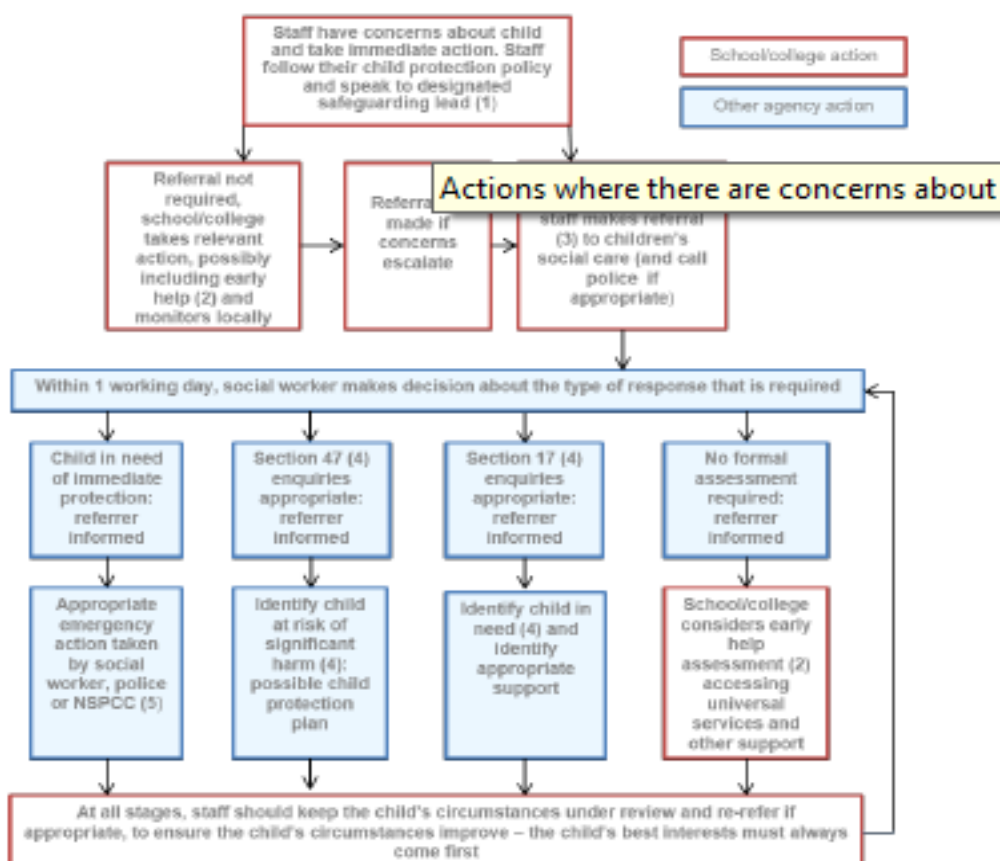 Staff have concerns about child
and take immediate action. Staff
follow their child protection policy
and speak to designated
safeguarding lead (1)
School/college action
Other agency action
Referral not
required,
school/college
takes relevant
action, possibly
including early
help (2) and
monitors locally
made if
concerns
escalate
Actions where there are concerns about
staff makes referral
(3) to children's
social care (and call
police if
appropriate)
Within 1 working day, social worker makes decision about the type of response that is required
Child in need
of immediate
protection:
referrer
informed
Section 47 (4)
enquiries
appropriate:
referrer
informed
Section 17 (4)
enquiries
appropriate:
referrer
informed
No formal
assessment
required:
referrer
informed
Appropriate
emergency
action taken
by social
worker, police
or NSPCC (5)
Identify child
at risk of
significant
harm (4):
possible child
protection
plan
Identify child in
need (4) and
identify
appropriate
support
School/college
considers early
help
assessment (2)
accessing
universal
services and
other support
At all stages, staff should keep the child's circumstances under review and re-refer if
appropriate, to ensure the child's circumstances improve – the child's best interests must always
come first